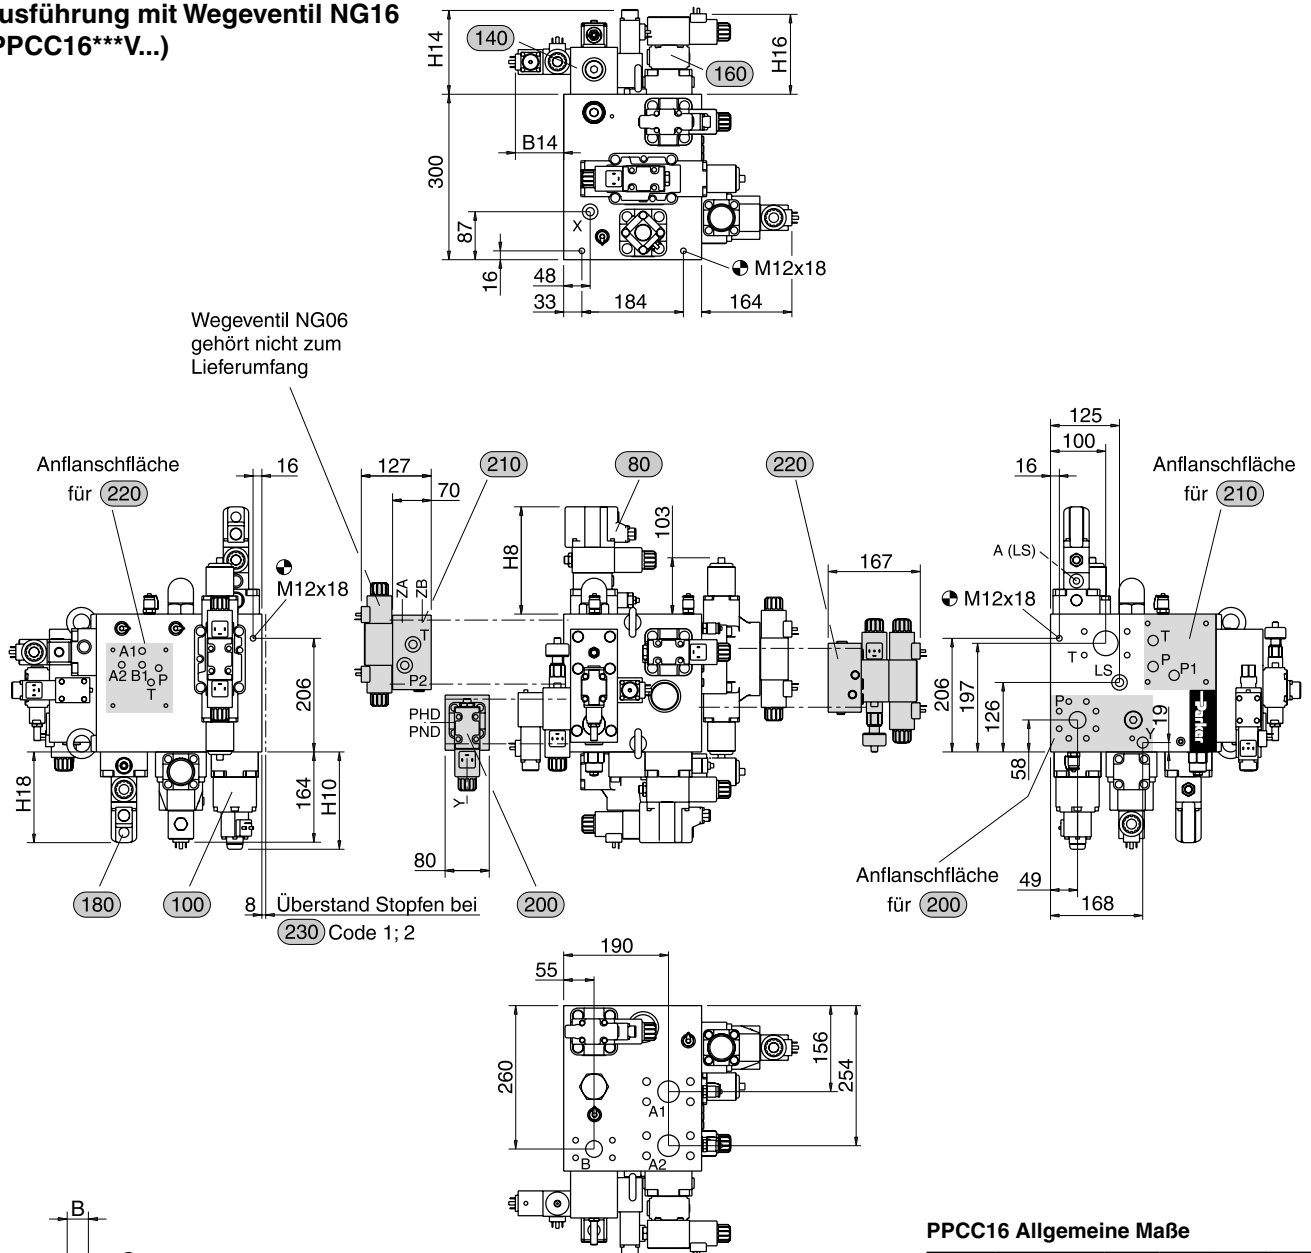 usführung mit Wegeventil NG16
PPCC16***V...)
H14
140
160
H16
B14
300
87
16
X
M12x18
48
33
184
164
Wegeventil NG06
gehört nicht zum
Lieferumfang
Anflanschfläche
für 220
16
127
70
210
80
220
103
H8
167
125
100
16
Anflanschfläche
für 210
A (LS)
M12x18
M12x18
ZA
ZB
T
P2
A1
A2
B1
P
T
206
H18
164
H10
PHD
PND
Y
80
T
T
P
LS
P1
P
Y
19
Parker
206
197
126
58
180
100
8
Überstand Stopfen bei
230 Code 1; 2
200
Anflanschfläche
für 200
49
168
190
55
260
156
254
A1
B
A2
B
PPCC16 Allgemeine Maße